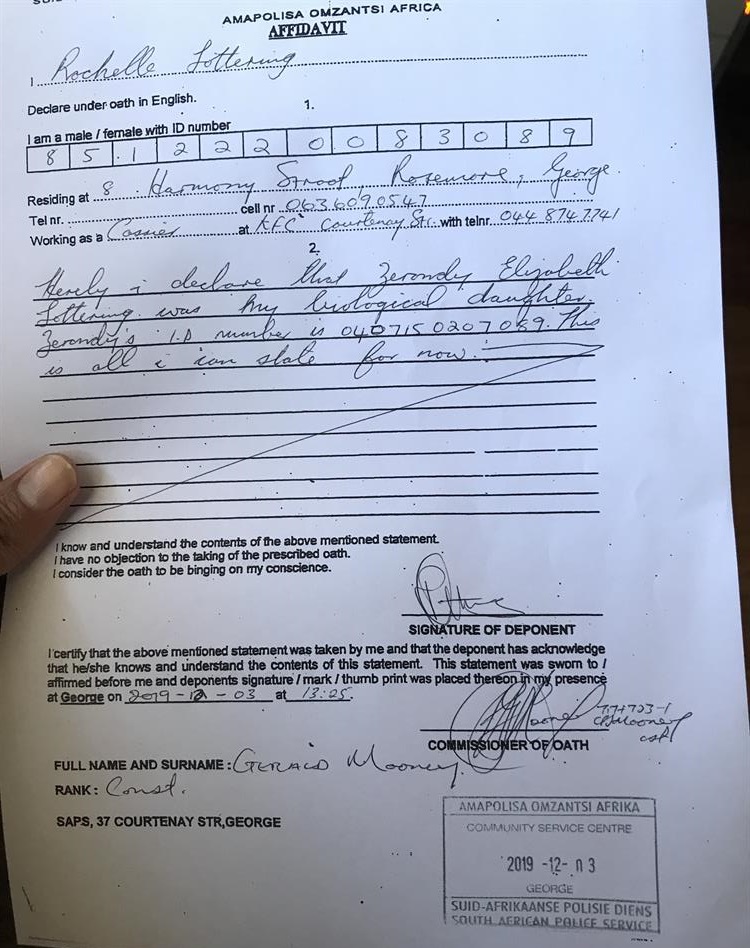 AMAPOLISA OMZANTSI AFRICA
AFFIDAVIT
I Rochelle Lottering
Declare under oath in English.
1.
I am a male / female with ID number
8 5 1 2 2 2 0 0 8 3 0 8 9
Residing at 8 Harmony Straat, Rosemore, George.
Tel nr. cell nr 0636090547
Working as a Cassier at KFC Courtenay Str. with telnr. 044 8747741
2.
Herely i declare that Zerondy Elizabeth
Lottering was my biological daughter.
Zerondy's I.D number is 0407150207089. This
is all i can state for now.
I know and understand the contents of the above mentioned statement.
I have no objection to the taking of the prescribed oath.
I consider the oath to be binging on my conscience.
SIGNATURE OF DEPONENT
I certify that the above mentioned statement was taken by me and that the deponent has acknowledge
that he/she knows and understand the contents of this statement. This statement was sworn to /
affirmed before me and deponents signature / mark / thumb print was placed thereon in my presence
at George on 2019-12-03 at 13:25.
COMMISSIONER OF OATH
FULL NAME AND SURNAME: GERALD Mooney.
RANK: Const.
SAPS, 37 COURTENAY STR,GEORGE
AMAPOLISA OMZANTSI AFRIKA
COMMUNITY SERVICE CENTRE
2019 -12- 03
GEORGE
SUID-AFRIKAANSE POLISIE DIENS
SOUTH AFRICAN POLICE SERVICE